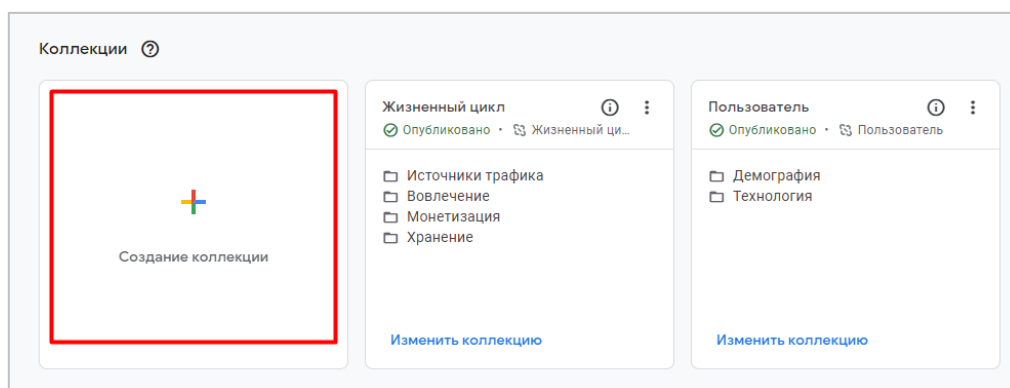 Коллекции
Создание коллекции
Жизненный цикл
Опубликовано • Жизненный ци...
Источники трафика
Вовлечение
Монетизация
Хранение
Изменить коллекцию
Пользователь
Опубликовано • Пользователь
Демография
Технология
Изменить коллекцию